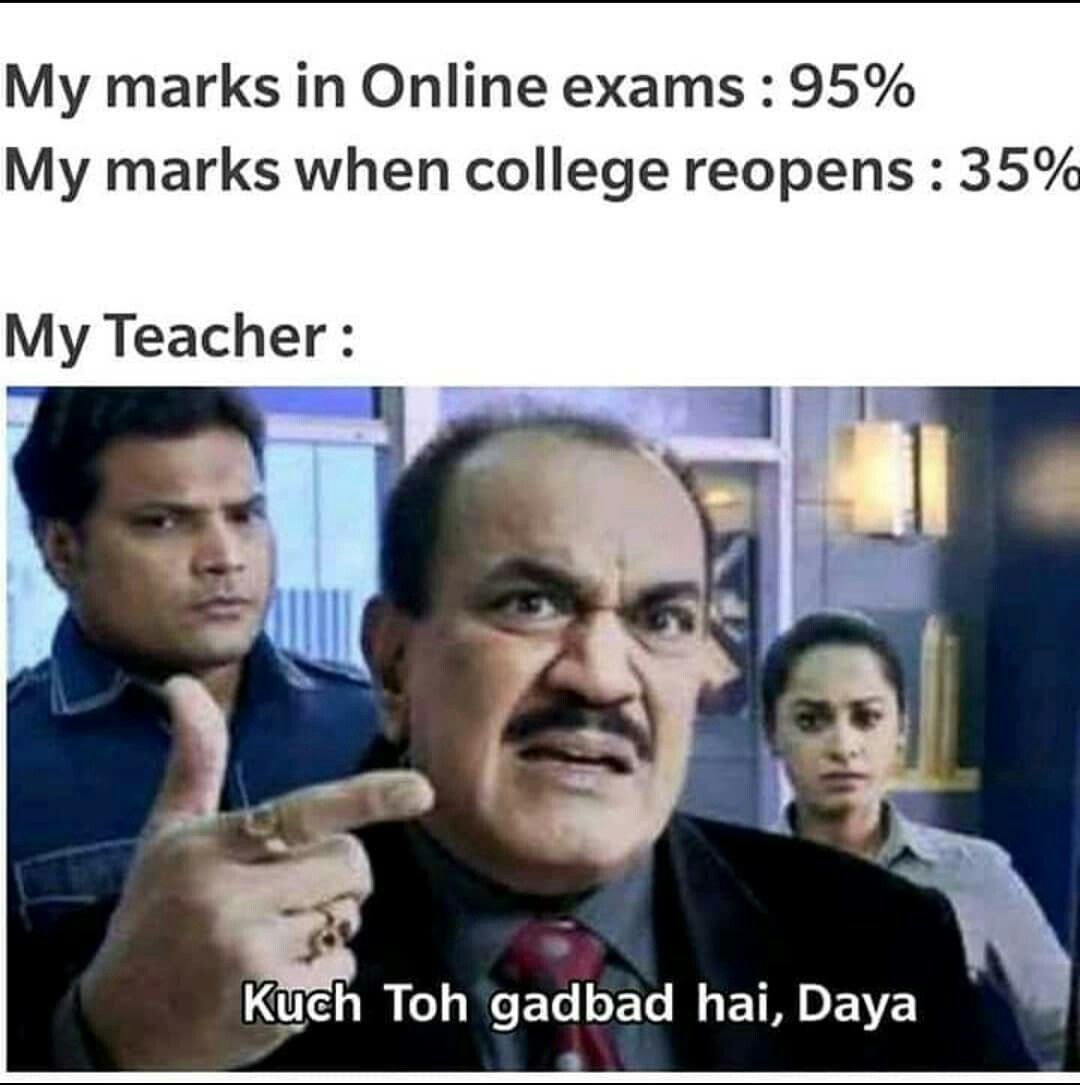 My marks in Online exams : 95%
My marks when college reopens : 35%
My Teacher :
Kuch Toh gadbad hai, Daya